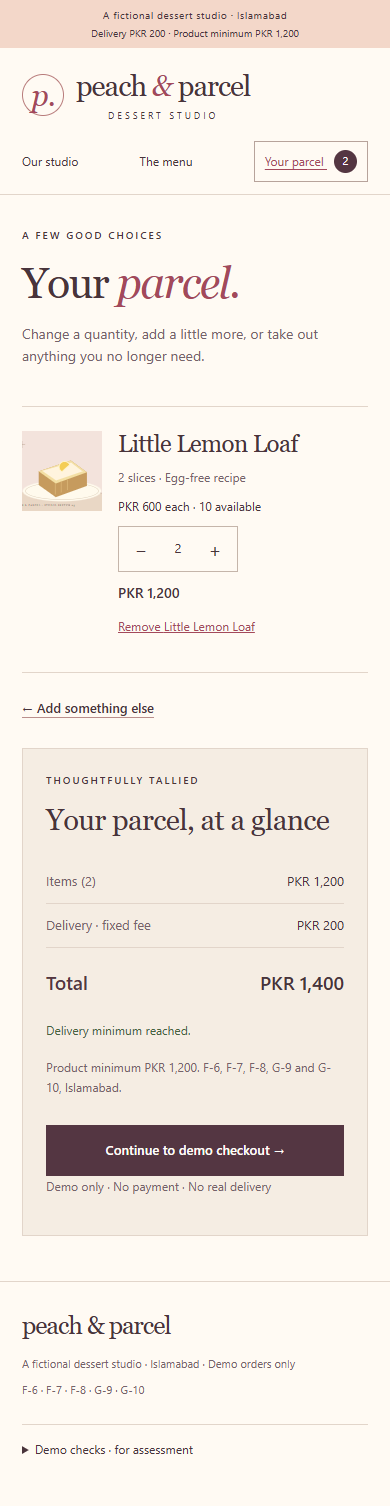 A fictional dessert studio · Islamabad
Delivery PKR 200 · Product minimum PKR 1,200
p.
peach & parcel
DESSERT STUDIO
Our studio
The menu
Your parcel 2
A FEW GOOD CHOICES
Your parcel.
Change a quantity, add a little more, or take out
anything you no longer need.
Little Lemon Loaf
2 slices · Egg-free recipe
PKR 600 each · 10 available
− 2 +
PKR 1,200
Remove Little Lemon Loaf
← Add something else
THOUGHTFULLY TALLIED
Your parcel, at a glance
Items (2) PKR 1,200
Delivery · fixed fee PKR 200
Total PKR 1,400
Delivery minimum reached.
Product minimum PKR 1,200. F-6, F-7, F-8, G-9 and G-
10, Islamabad.
Continue to demo checkout →
Demo only · No payment · No real delivery
peach & parcel
A fictional dessert studio · Islamabad · Demo orders only
F-6 · F-7 · F-8 · G-9 · G-10
▶ Demo checks · for assessment